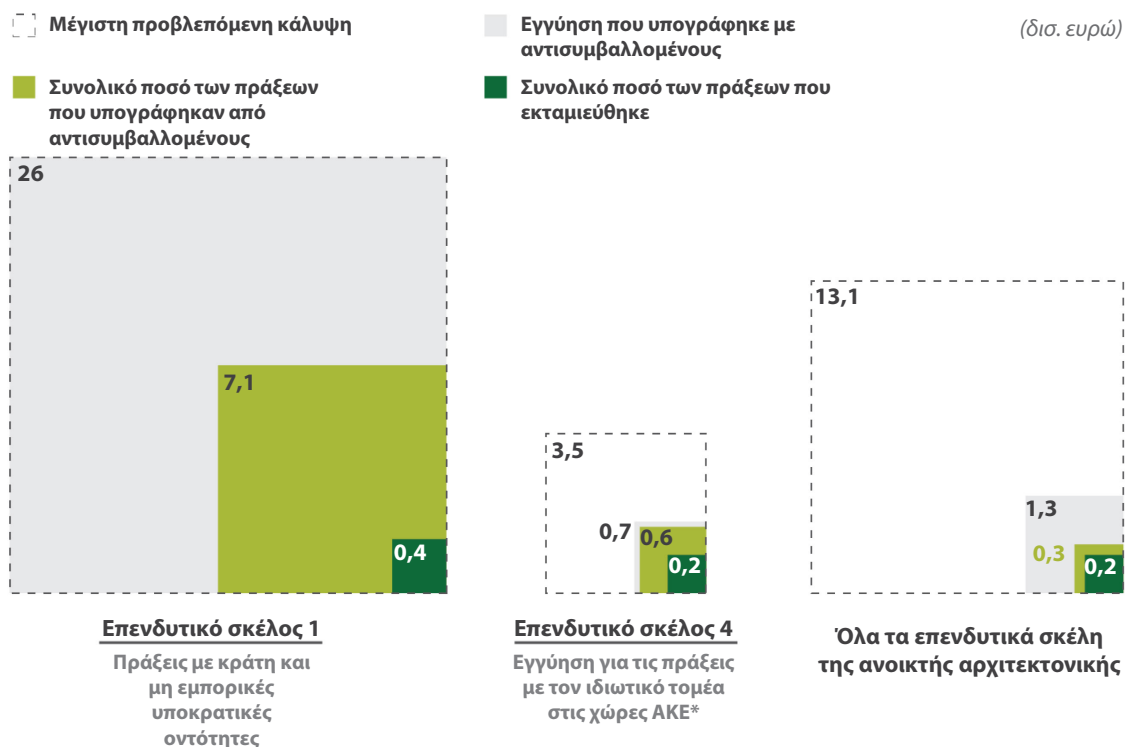 Μέγιστη προβλεπόμενη κάλυψη
Εγγύηση που υπογράφηκε με
αντισυμβαλλομένους
(δισ. ευρώ)
Συνολικό ποσό των πράξεων
που υπογράφηκαν από
αντισυμβαλλομένους
Συνολικό ποσό των πράξεων που
εκταμιεύθηκε
26
7,1
0,4
3,5
0,7
0,6
0,2
13,1
1,3
0,3
0,2
Επενδυτικό σκέλος 1
Πράξεις με κράτη και
μη εμπορικές
υποκρατικές
οντότητες
Επενδυτικό σκέλος 4
Εγγύηση για τις πράξεις
με τον ιδιωτικό τομέα
στις χώρες ΑΚΕ*
Όλα τα επενδυτικά σκέλη
της ανοικτής αρχιτεκτονικής